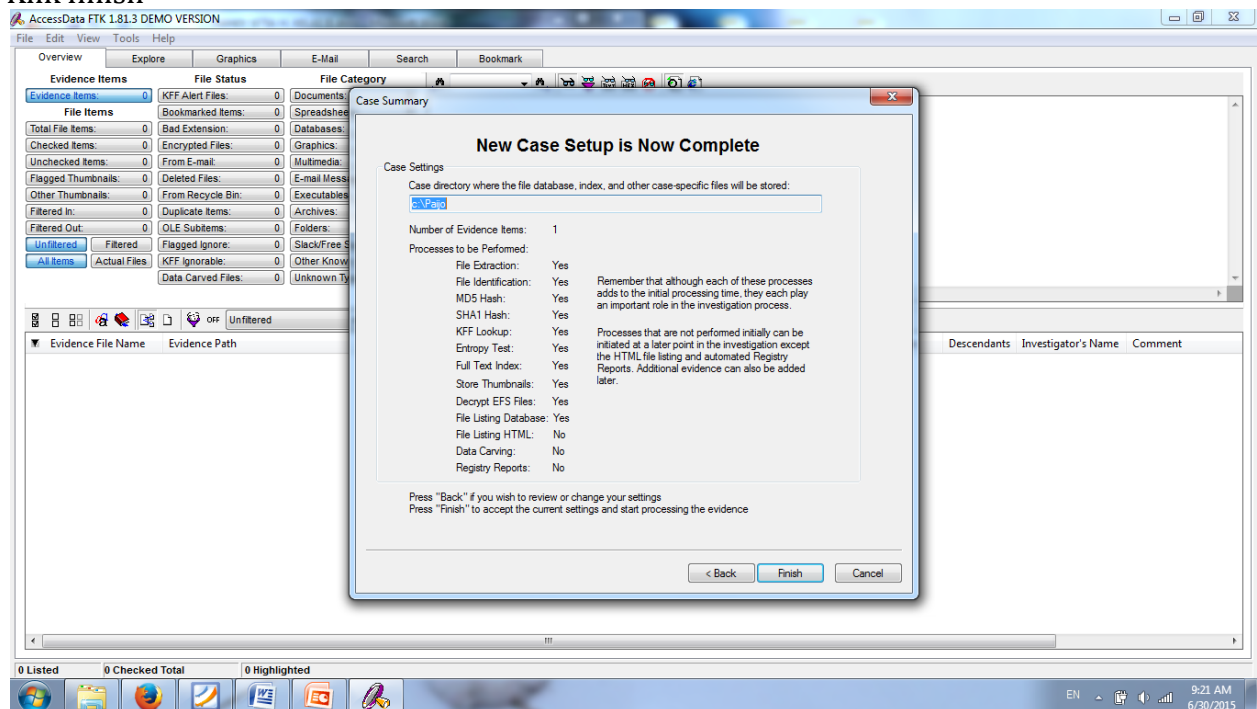 Klik finish
AccessData FTK 1.81.3 DEMO VERSION
File Edit View Tools Help
Overview Explore Graphics E-Mail Search Bookmark
Evidence Items File Status File Category
Evidence Items: 0 KFF Alert Files: 0 Documents:
File Items Bookmarked Items: 0 Spreadshee
Total File Items: 0 Bad Extension: 0 Databases:
Checked Items: 0 Encrypted Files: 0 Graphics:
Unchecked Items: 0 From E-mail: 0 Multimedia:
Flagged Thumbnails: 0 Deleted Files: 0 E-mail Mess
Other Thumbnails: 0 From Recycle Bin: 0 Executables
Filtered In: 0 Duplicate Items: 0 Archives:
Filtered Out: 0 OLE Subitems: 0 Folders:
Unfiltered Filtered Flagged Ignore: 0 Slack/Free S
All Items Actual Files KFF Ignorable: 0 Other Know
Data Carved Files: 0 Unknown Ty
OFF Unfiltered
Evidence File Name Evidence Path Descendants Investigator's Name Comment
Case Summary
New Case Setup is Now Complete
Case Settings
Case directory where the file database, index, and other case-specific files will be stored:
c:\Paijo
Number of Evidence Items: 1
Processes to be Performed:
File Extraction: Yes
File Identification: Yes
MD5 Hash: Yes
SHA1 Hash: Yes
KFF Lookup: Yes
Entropy Test: Yes
Full Text Index: Yes
Store Thumbnails: Yes
Decrypt EFS Files: Yes
File Listing Database: Yes
File Listing HTML: No
Data Carving: No
Registry Reports: No
Remember that although each of these processes
adds to the initial processing time, they each play
an important role in the investigation process.
Processes that are not performed initially can be
initiated at a later point in the investigation except
the HTML file listing and automated Registry
Reports. Additional evidence can also be added
later.
Press "Back" if you wish to review or change your settings
Press "Finish" to accept the current settings and start processing the evidence
< Back Finish Cancel
0 Listed 0 Checked Total 0 Highlighted
EN 9:21 AM
6/30/2015